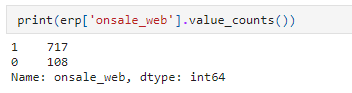 print(erp['onsale_web'].value_counts())
1    717
0    108
Name: onsale_web, dtype: int64